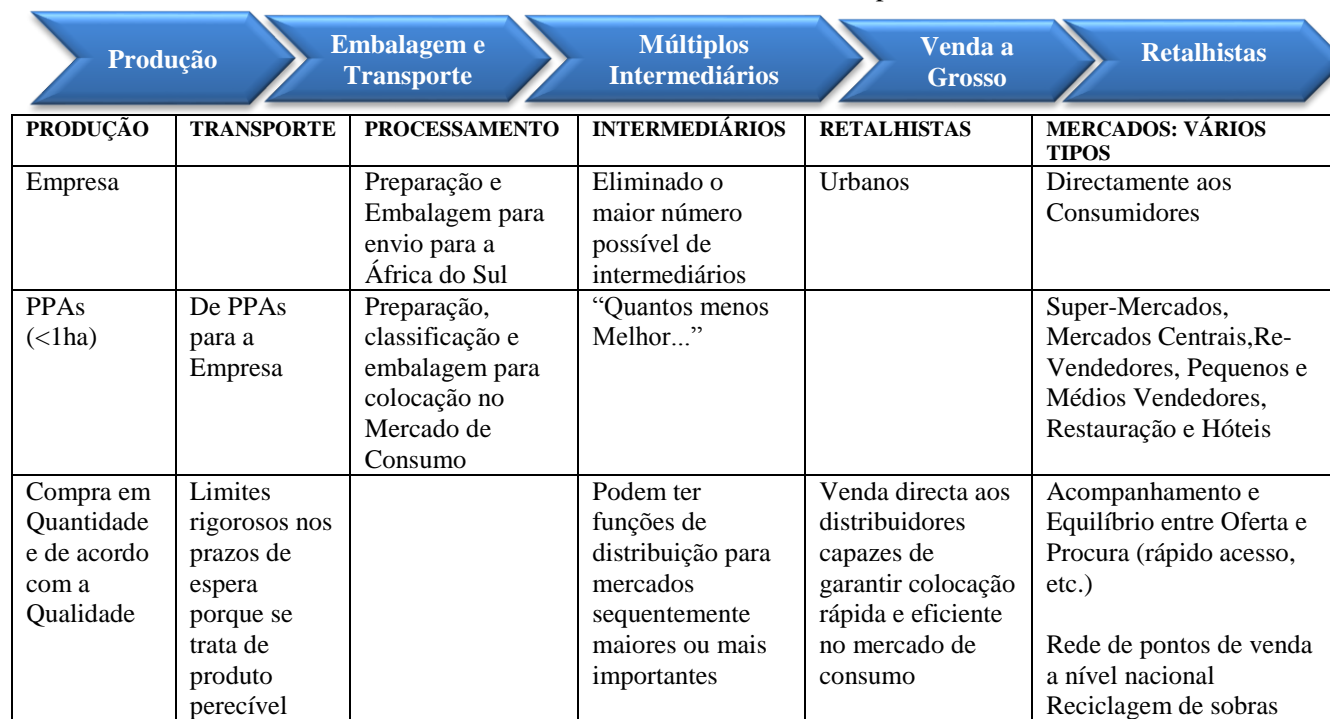 Produção
Embalagem e
Transporte
Múltiplos
Intermediários
Venda a
Grosso
Retalhistas
PRODUÇÃO
TRANSPORTE
PROCESSAMENTO
INTERMEDIÁRIOS
RETALHISTAS
MERCADOS: VÁRIOS
TIPOS
Empresa
Preparação e
Embalagem para
envio para a
África do Sul
Eliminado o
maior número
possível de
intermediários
Urbanos
Directamente aos
Consumidores
PPAs
(<1ha)
De PPAs
para a
Empresa
Preparação,
classificação e
embalagem para
colocação no
Mercado de
Consumo
“Quantos menos
Melhor...”
Super-Mercados,
Mercados Centrais,Re-
Vendedores, Pequenos e
Médios Vendedores,
Restauração e Hóteis
Compra em
Quantidade
e de acordo
com a
Qualidade
Limites
rigorosos nos
prazos de
espera
porque se
trata de
produto
perecível
Podem ter
funções de
distribuição para
mercados
sequentemente
maiores ou mais
importantes
Venda directa aos
distribuidores
capazes de
garantir colocação
rápida e eficiente
no mercado de
consumo
Acompanhamento e
Equilíbrio entre Oferta e
Procura (rápido acesso,
etc.)
Rede de pontos de venda
a nível nacional
Reciclagem de sobras